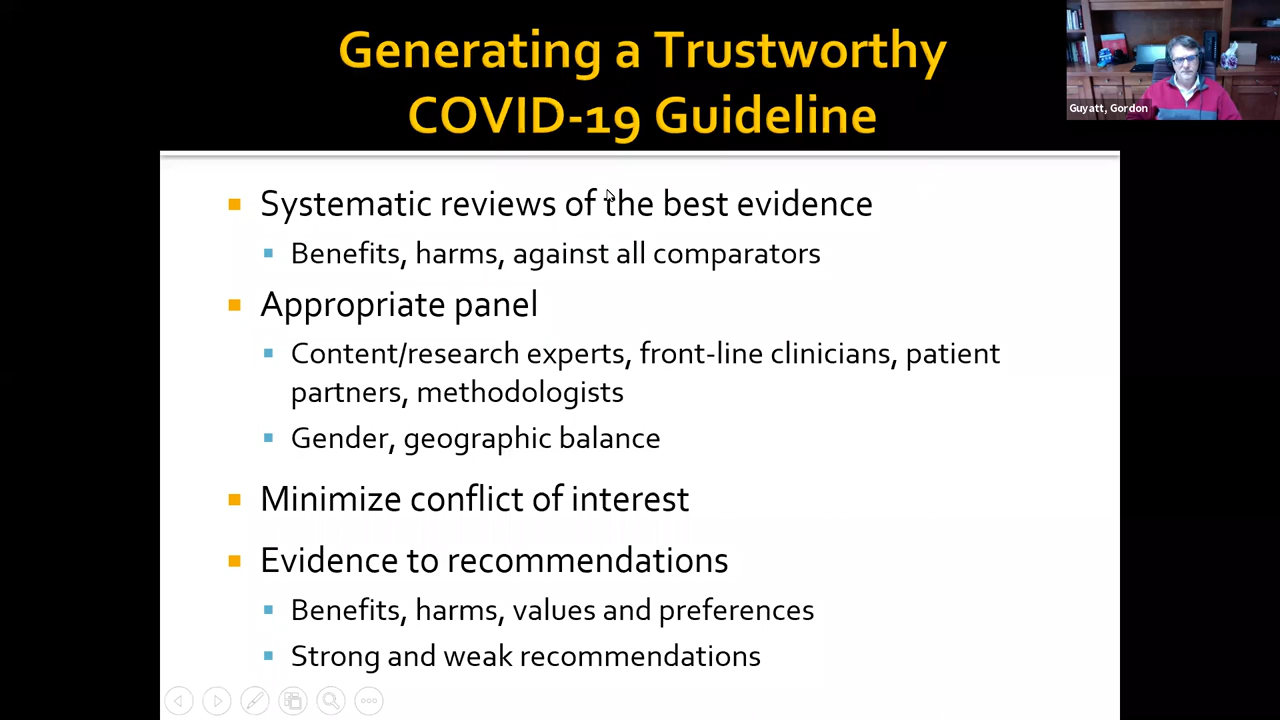 Generating a Trustworthy
COVID-19 Guideline
Guyatt, Gordon
Systematic reviews of the best evidence
Benefits, harms, against all comparators
Appropriate panel
Content/research experts, front-line clinicians, patient
partners, methodologists
Gender, geographic balance
Minimize conflict of interest
Evidence to recommendations
Benefits, harms, values and preferences
Strong and weak recommendations